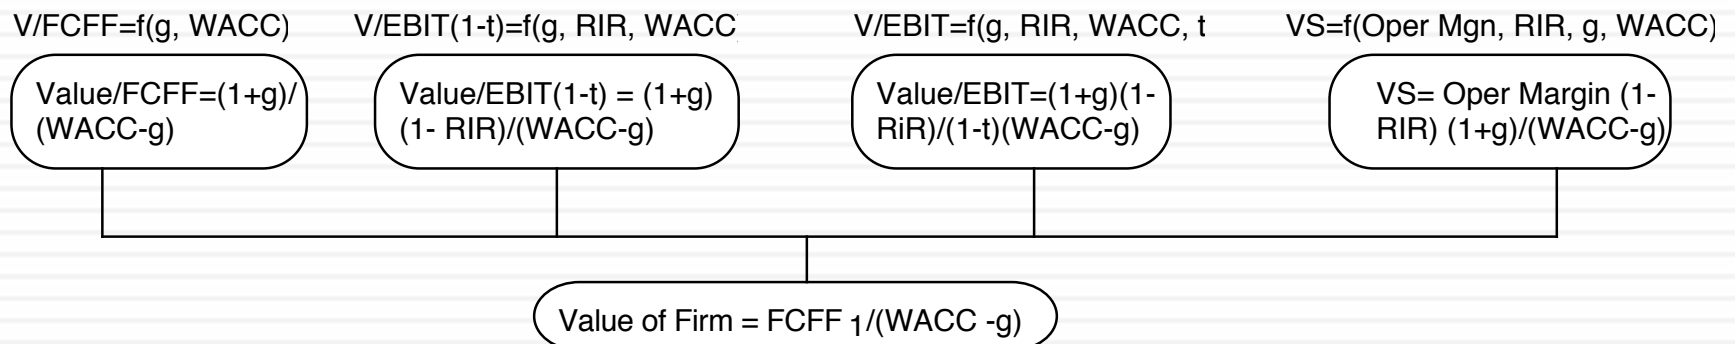 V/FCFF=f(g, WACC)
V/EBIT(1-t)=f(g, RIR, WACC
V/EBIT=f(g, RIR, WACC, t
VS=f(Oper Mgn, RIR, g, WACC)
Value/FCFF=(1+g)/
(WACC-g)
Value/EBIT(1-t) = (1+g)
(1- RIR)/(WACC-g)
Value/EBIT=(1+g)(1-
RiR)/(1-t)(WACC-g)
VS= Oper Margin (1-
RIR) (1+g)/(WACC-g)
Value of Firm = FCFF 1/(WACC -g)